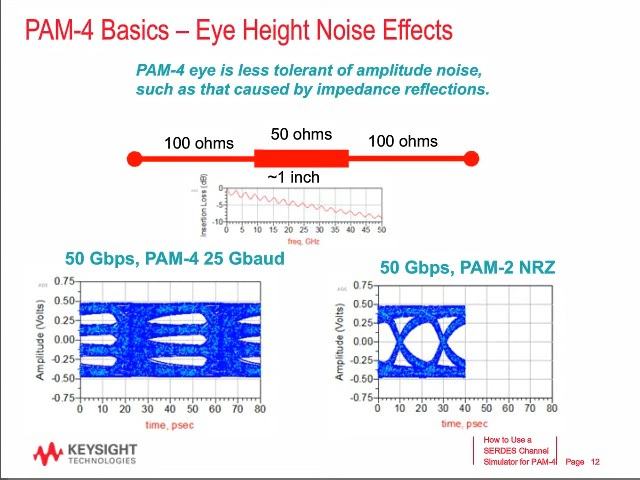 PAM-4 Basics – Eye Height Noise Effects
PAM-4 eye is less tolerant of amplitude noise,
such as that caused by impedance reflections.
100 ohms
50 ohms
100 ohms
~1 inch
Insertion Loss (dB)
0
-5
-10
0 5 10 15 20 25 30 35 40 45 50
freq, GHz
50 Gbps, PAM-4 25 Gbaud
ADS
Amplitude (Volts)
0.75
0.50
0.25
0.00
-0.25
-0.50
-0.75
0 10 20 30 40 50 60 70 80
time, psec
50 Gbps, PAM-2 NRZ
ADS
Amplitude (Volts)
0.75
0.50
0.25
0.00
-0.25
-0.50
-0.75
0 10 20 30 40 50 60 70 80
time, psec
KEYSIGHT
TECHNOLOGIES
How to Use a
SERDES Channel
Simulator for PAM-4
Page 12